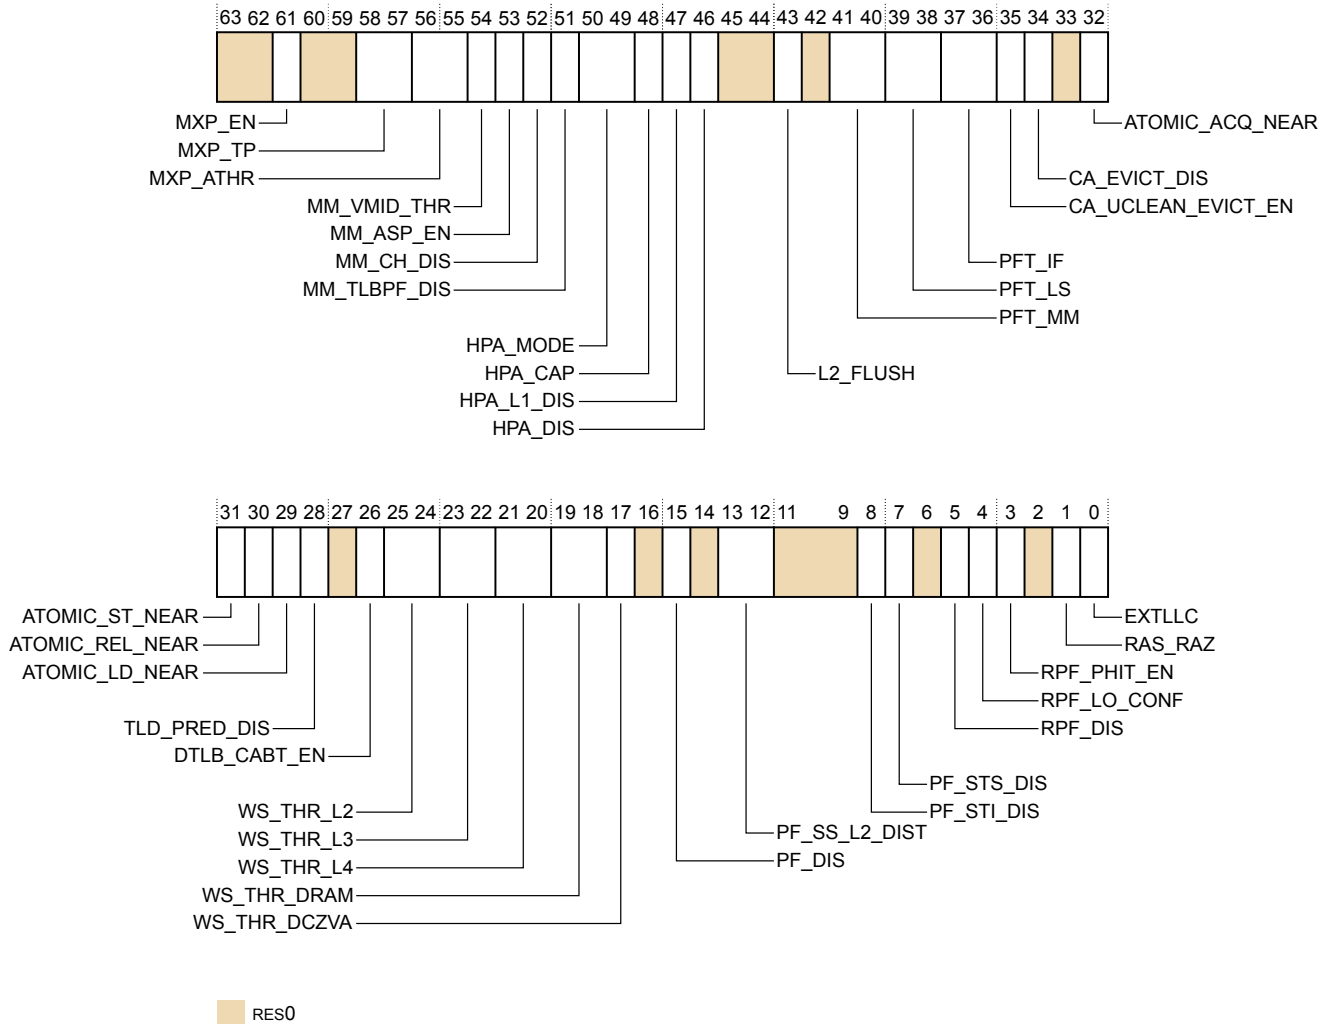 63 62 61 60 59 58 57 56 55 54 53 52 51 50 49 48 47 46 45 44 43 42 41 40 39 38 37 36 35 34 33 32
MXP_EN ATOMIC_ACQ_NEAR
MXP_TP
MXP_ATHR CA_EVICT_DIS
MM_VMID_THR CA_UCLEAN_EVICT_EN
MM_ASP_EN
MM_CH_DIS PFT_IF
MM_TLBPF_DIS PFT_LS
PFT_MM
HPA_MODE
HPA_CAP L2_FLUSH
HPA_L1_DIS
HPA_DIS
31 30 29 28 27 26 25 24 23 22 21 20 19 18 17 16 15 14 13 12 11 9 8 7 6 5 4 3 2 1 0
ATOMIC_ST_NEAR EXTLLC
ATOMIC_REL_NEAR RAS_RAZ
ATOMIC_LD_NEAR RPF_PHIT_EN
RPF_LO_CONF
TLD_PRED_DIS RPF_DIS
DTLB_CABT_EN
PF_STS_DIS
WS_THR_L2 PF_STI_DIS
PF_SS_L2_DIST
WS_THR_L3
PF_DIS
WS_THR_L4
WS_THR_DRAM
WS_THR_DCZVA
RES0